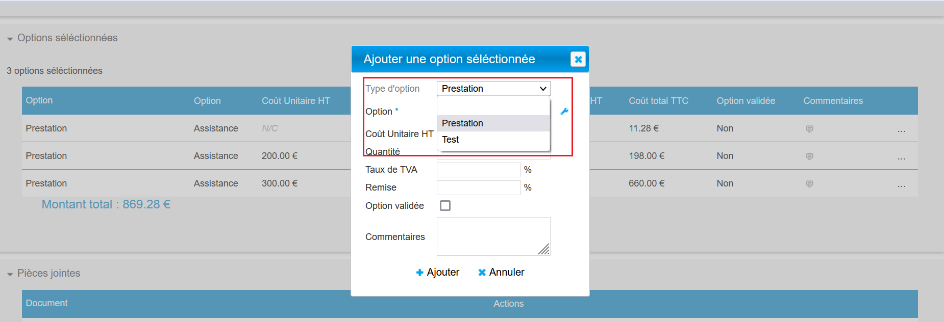 Options séléctionnées
3 options séléctionnées
Option Option Coût Unitaire HT HT Coût total TTC Option validée Commentaires
Prestation Assistance N/C 11.28 € Non ...
Prestation Assistance 200.00 € 198.00 € Non ...
Prestation Assistance 300.00 € 660.00 € Non ...
Montant total : 869.28 €
Ajouter une option séléctionnée
Type d'option Prestation
Option *
Prestation
Test
Coût Unitaire HT
Quantité
Taux de TVA %
Remise %
Option validée
Commentaires
Ajouter Annuler
Pièces jointes
Document Actions